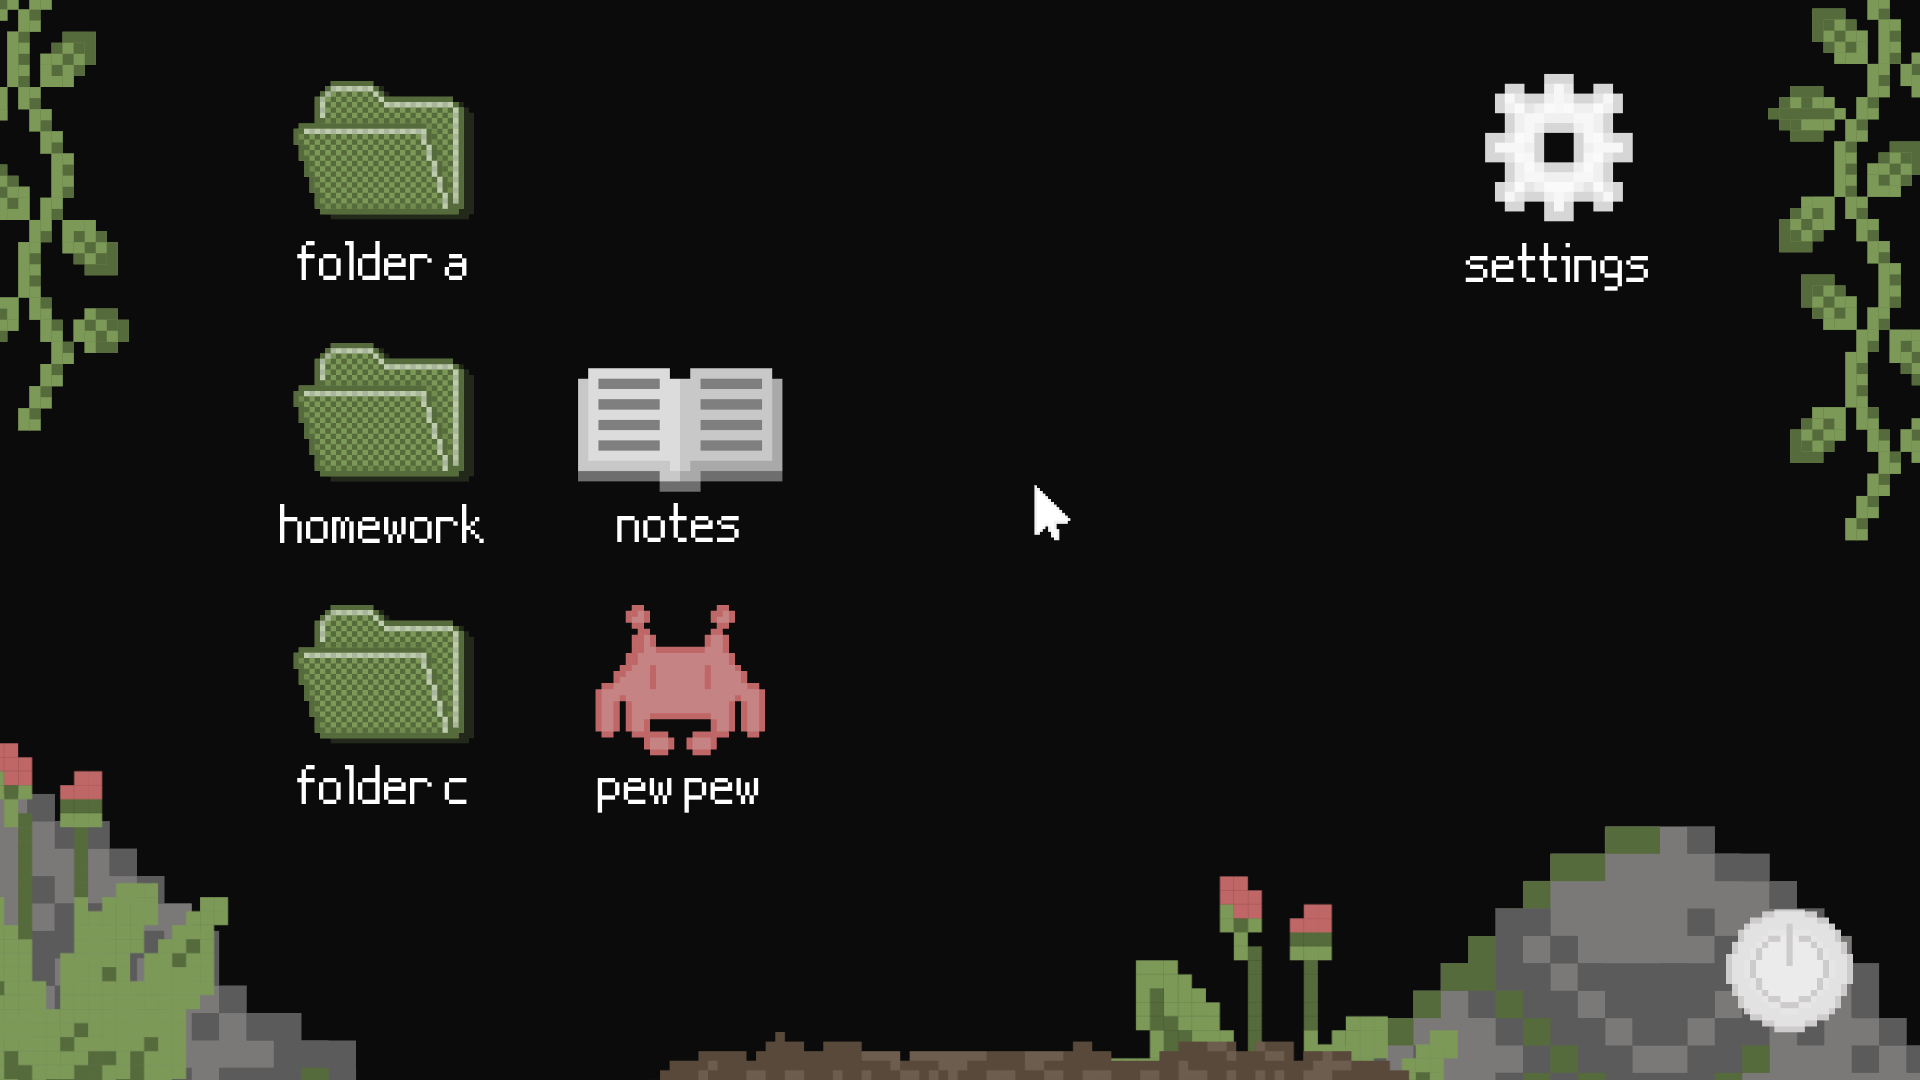 folder a
settings
homework
notes
folder c
pew pew